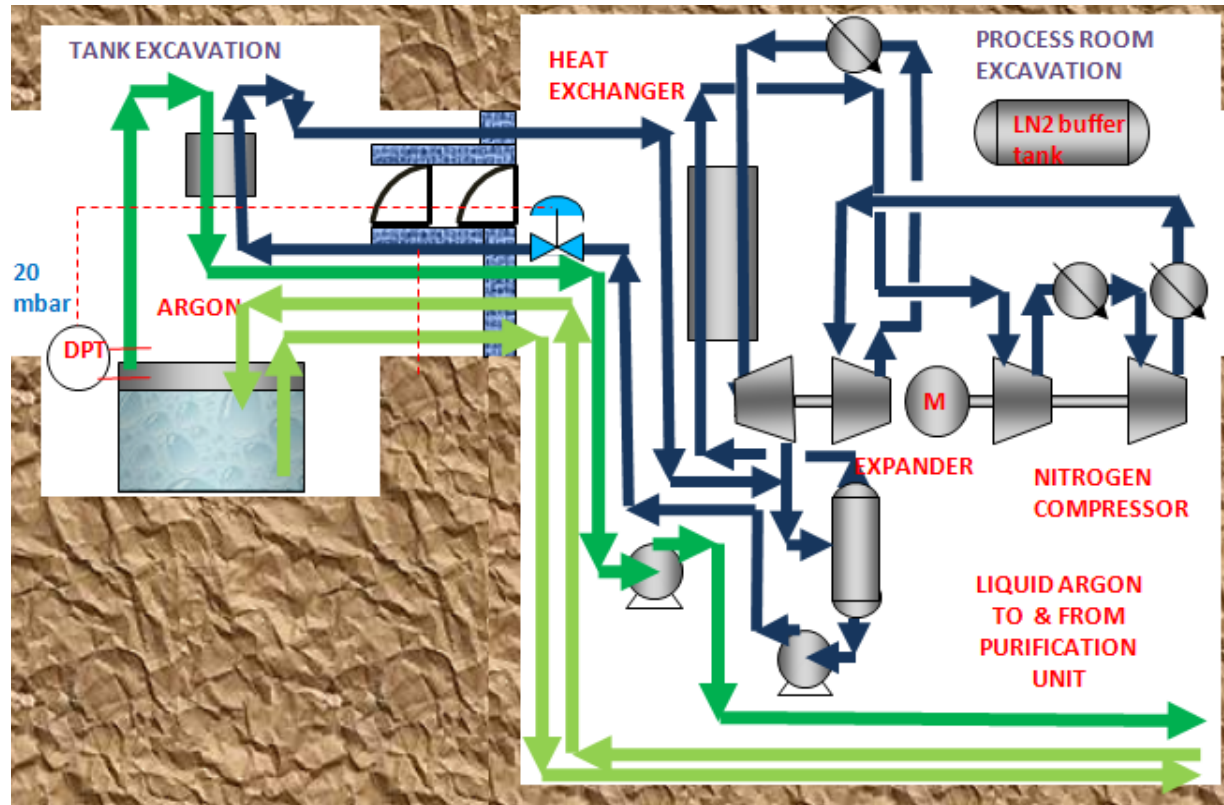 TANK EXCAVATION
HEAT
EXCHANGER
PROCESS ROOM
EXCAVATION
LN2 buffer
tank
20
mbar
ARGON
DPT
M
EXPANDER
NITROGEN
COMPRESSOR
LIQUID ARGON
TO & FROM
PURIFICATION
UNIT